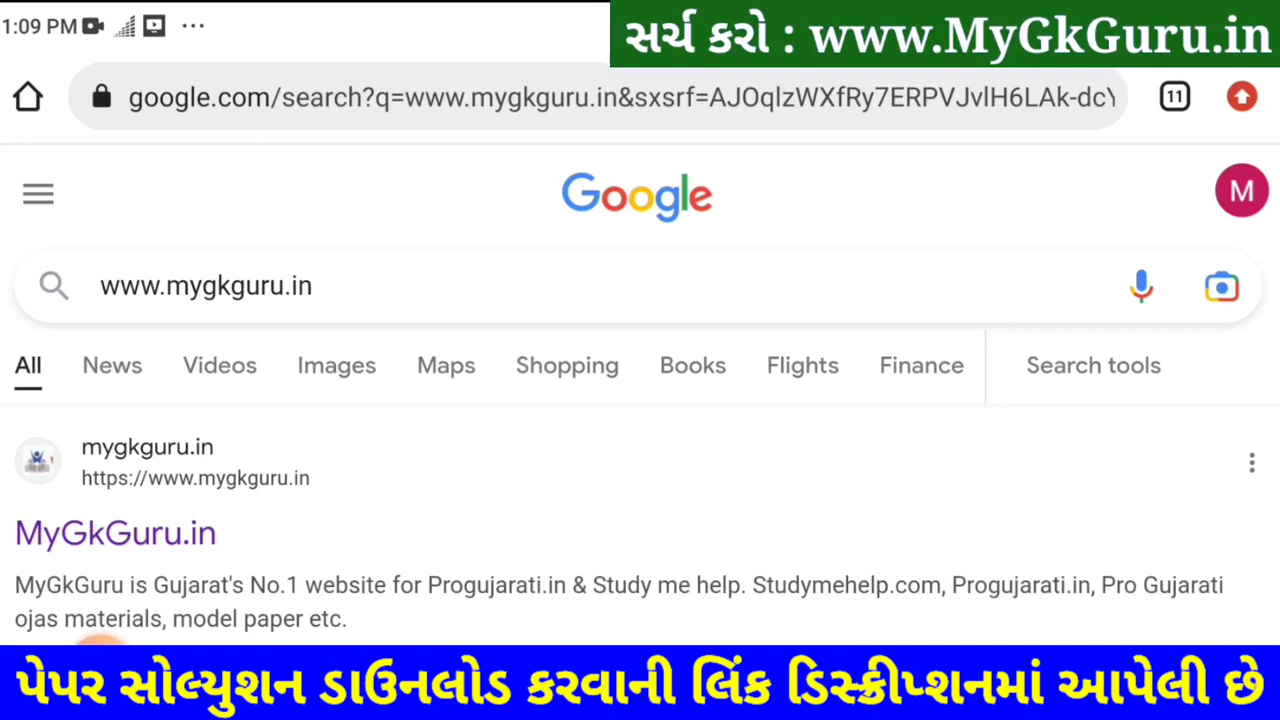 1:09 PM
સર્ચ કરો : www.MyGkGuru.in
google.com/search?q=www.mygkguru.in&sxsrf=AJOqlzWXfRy7ERPVJvlH6LAk-dcY
11
Google
M
www.mygkguru.in
All News Videos Images Maps Shopping Books Flights Finance Search tools
mygkguru.in
https://www.mygkguru.in
MyGkGuru.in
MyGkGuru is Gujarat's No.1 website for Progujarati.in & Study me help. Studymehelp.com, Progujarati.in, Pro Gujarati
ojas materials, model paper etc.
પેપર સોલ્યુશન ડાઉનલોડ કરવાની લિંક ડિસ્ક્રીપ્શનમાં આપેલી છે